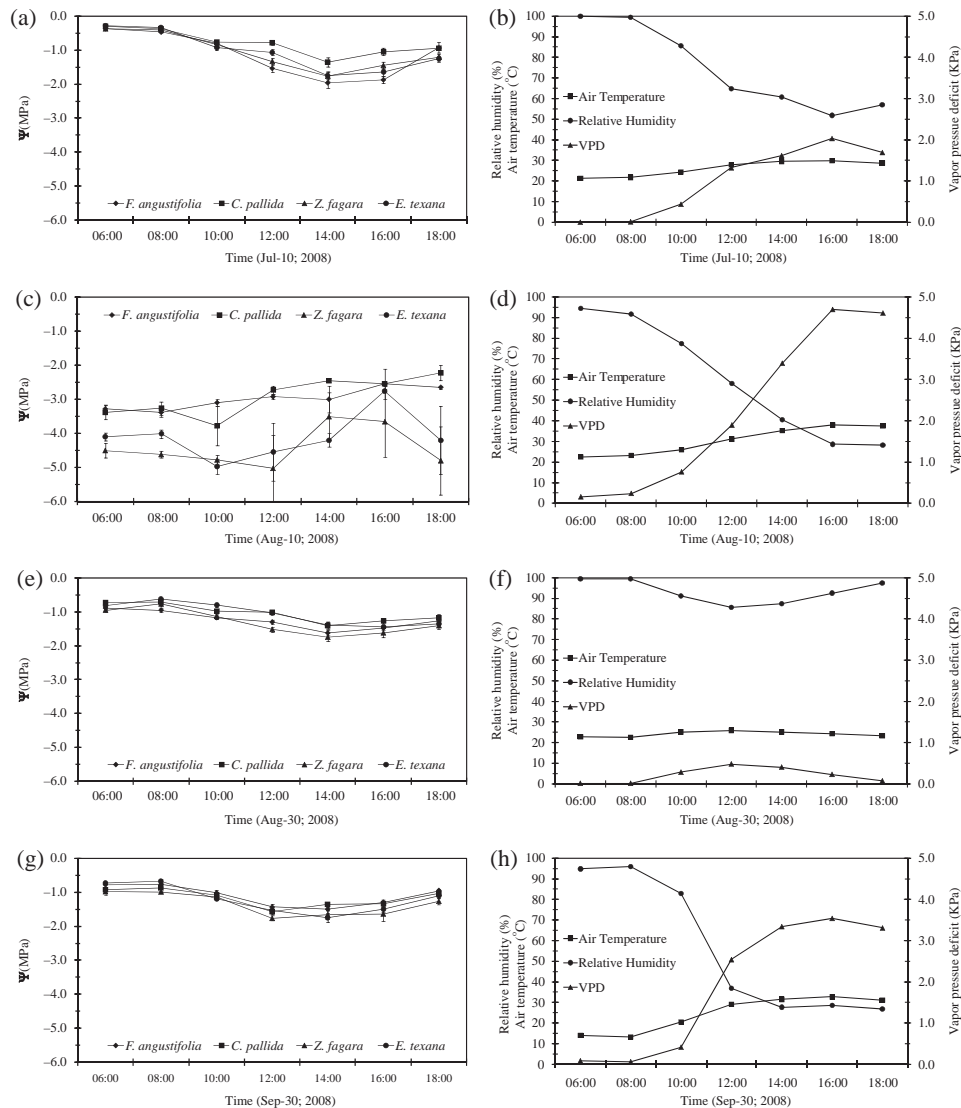 (a)
0.0
–1.0
–2.0
–3.0
–4.0
–5.0
–6.0
Ψ(MPa)
F. angustifolia C. pallida Z. fagara E. texana
06:00 08:00 10:00 12:00 14:00 16:00 18:00
Time (Jul-10; 2008)
(b)
100
90
80
70
60
50
40
30
20
10
0
Relative humidity (%)
Air temperature (°C)
Air Temperature
Relative Humidity
VPD
5.0
4.0
3.0
2.0
1.0
0.0
Vapor pressue deficit (KPa)
06:00 08:00 10:00 12:00 14:00 16:00 18:00
Time (Jul-10; 2008)
(c)
0.0
–1.0
–2.0
–3.0
–4.0
–5.0
–6.0
Ψ(MPa)
F. angustifolia C. pallida Z. fagara E. texana
06:00 08:00 10:00 12:00 14:00 16:00 18:00
Time (Aug-10; 2008)
(d)
100
90
80
70
60
50
40
30
20
10
0
Relative humidity (%)
Air temperature (°C)
Air Temperature
Relative Humidity
VPD
5.0
4.0
3.0
2.0
1.0
0.0
Vapor pressue deficit (KPa)
06:00 08:00 10:00 12:00 14:00 16:00 18:00
Time (Aug-10; 2008)
(e)
0.0
–1.0
–2.0
–3.0
–4.0
–5.0
–6.0
Ψ(MPa)
F. angustifolia C. pallida Z. fagara E. texana
06:00 08:00 10:00 12:00 14:00 16:00 18:00
Time (Aug-30; 2008)
(f)
100
90
80
70
60
50
40
30
20
10
0
Relative humidity (%)
Air temperature (°C)
Air Temperature
Relative Humidity
VPD
5.0
4.0
3.0
2.0
1.0
0.0
Vapor pressue deficit (KPa)
06:00 08:00 10:00 12:00 14:00 16:00 18:00
Time (Aug-30; 2008)
(g)
0.0
–1.0
–2.0
–3.0
–4.0
–5.0
–6.0
Ψ(MPa)
F. angustifolia C. pallida Z. fagara E. texana
06:00 08:00 10:00 12:00 14:00 16:00 18:00
Time (Sep-30; 2008)
(h)
100
90
80
70
60
50
40
30
20
10
0
Relative humidity (%)
Air temperature (°C)
Air Temperature
Relative Humidity
VPD
5.0
4.0
3.0
2.0
1.0
0.0
Vapor pressue deficit (KPa)
06:00 08:00 10:00 12:00 14:00 16:00 18:00
Time (Sep-30; 2008)